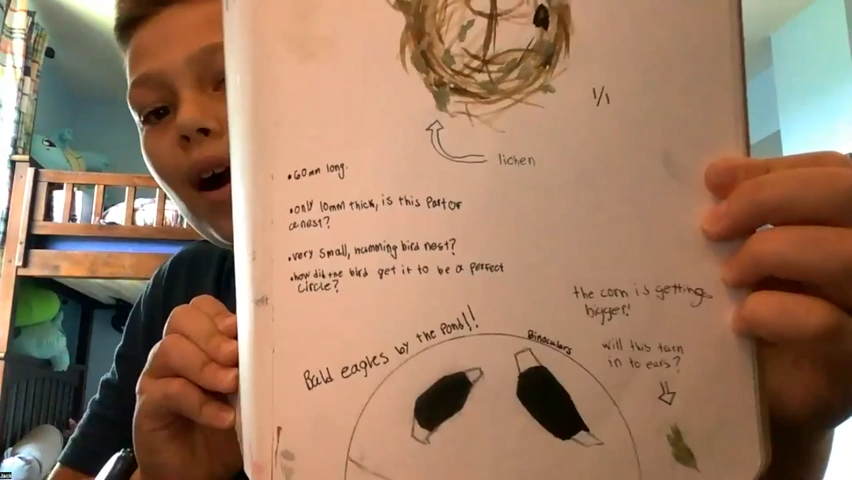 1/1
lichen
•60mm long.
•only 10mm thick, is this part of
a nest?
•very small, hamming bird nest?
•how did the bird get it to be a perfect
circle?
the corn is getting
bigger!
Bald eagles by the Pond!!
Binoculars
will this turn
in to ears?
Jack